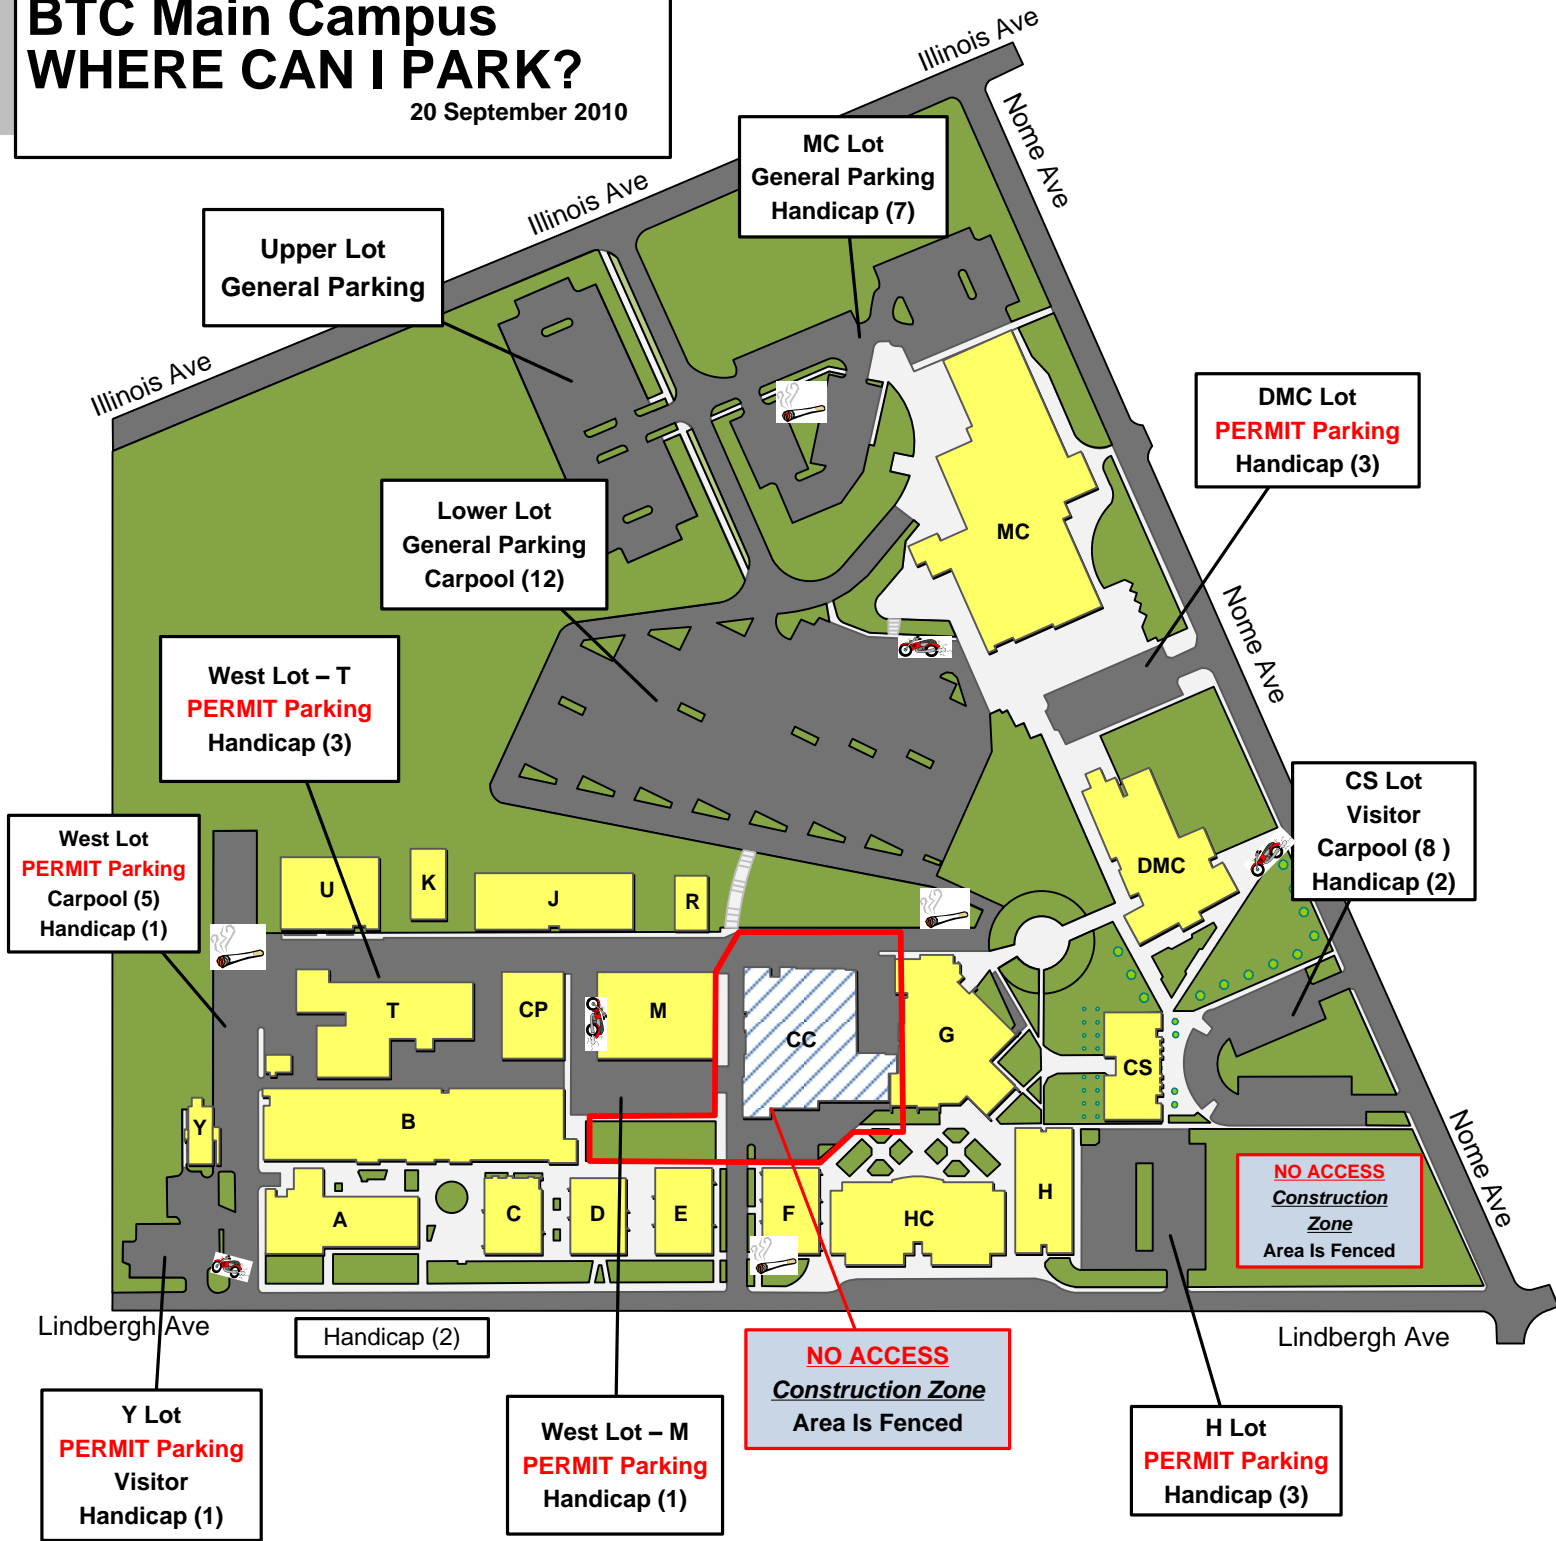 BTC Main Campus
WHERE CAN I PARK?
20 September 2010
Illinois Ave
Nome Ave
MC Lot
General Parking
Handicap (7)
Illinois Ave
Upper Lot
General Parking
Illinois Ave
DMC Lot
PERMIT Parking
Handicap (3)
Lower Lot
General Parking
Carpool (12)
MC
Nome Ave
West Lot – T
PERMIT Parking
Handicap (3)
CS Lot
Visitor
Carpool (8 )
Handicap (2)
West Lot
PERMIT Parking
Carpool (5)
Handicap (1)
U
K
J
R
DMC
T
CP
M
CC
G
CS
Y
B
A
C
D
E
F
HC
H
Nome Ave
NO ACCESS
Construction
Zone
Area Is Fenced
Lindbergh Ave
Handicap (2)
Lindbergh Ave
NO ACCESS
Construction Zone
Area Is Fenced
Y Lot
PERMIT Parking
Visitor
Handicap (1)
West Lot – M
PERMIT Parking
Handicap (1)
H Lot
PERMIT Parking
Handicap (3)